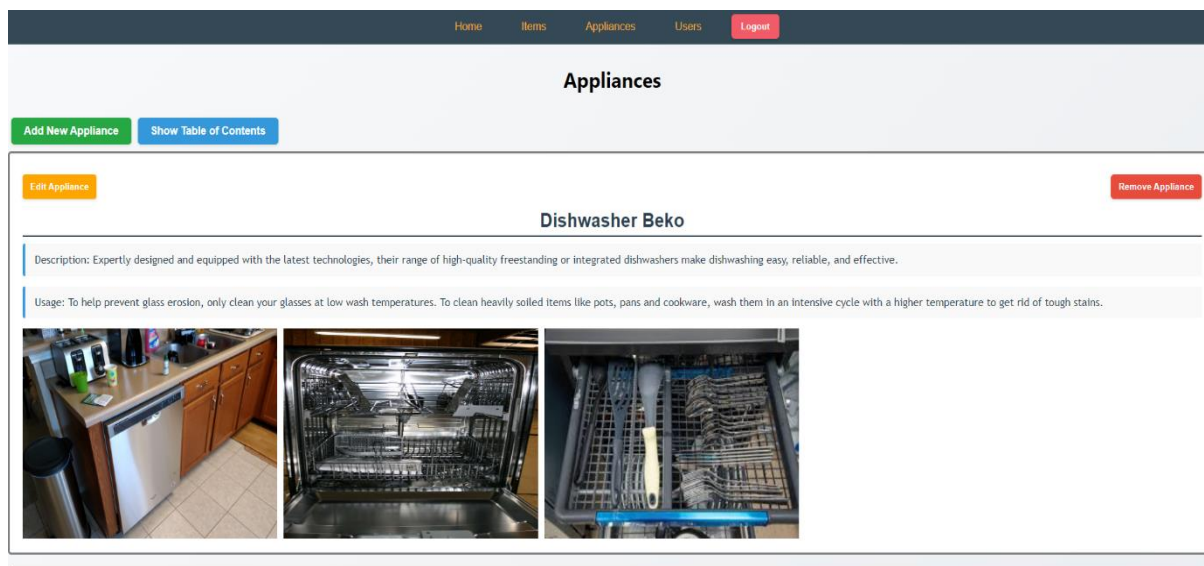 Home Items Appliances Users Logout
Appliances
Add New Appliance Show Table of Contents
Edit Appliance Remove Appliance
Dishwasher Beko
Description: Expertly designed and equipped with the latest technologies, their range of high-quality freestanding or integrated dishwashers make dishwashing easy, reliable, and effective.
Usage: To help prevent glass erosion, only clean your glasses at low wash temperatures. To clean heavily soiled items like pots, pans and cookware, wash them in an intensive cycle with a higher temperature to get rid of tough stains.